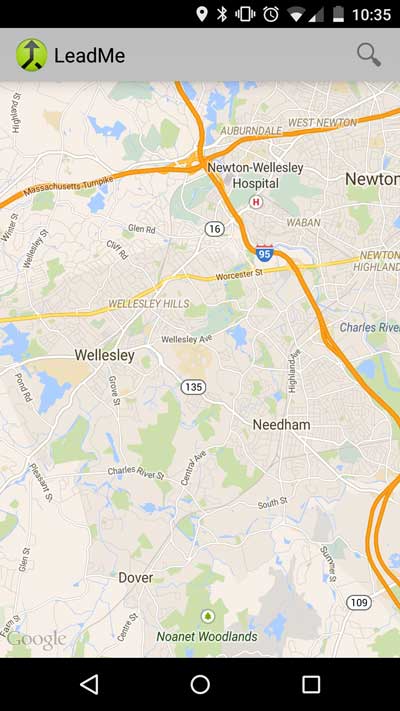 10:35
LeadMe
Highland St
WEST NEWTON
AUBURNDALE
Newton-Wellesley
Hospital
H
Newton
Massachusetts Turnpike
Winter St
Wellesley St
Glen Rd
Cliff Rd
16
WABAN
95
NEWTON
HIGHLAND
Worcester St
WELLESLEY HILLS
Charles River
Wellesley Ave
Wellesley
Pond Rd
Grove St
135
Highland Ave
Needham
Pleasant St
Charles River St
Central Ave
South St
Glen St
Summer St
Dover
109
Farm St
Centre St
Noanet Woodlands
Google